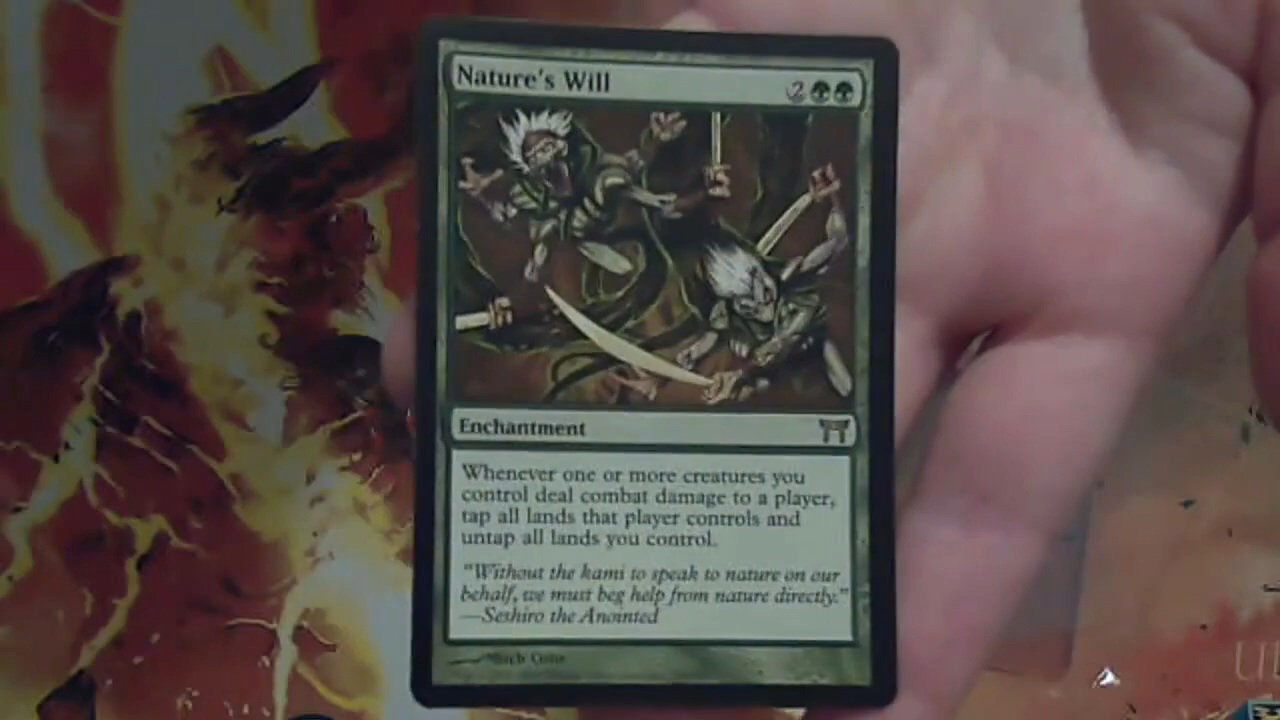 Nature's Will 2
Enchantment
Whenever one or more creatures you
control deal combat damage to a player,
tap all lands that player controls and
untap all lands you control.
"Without the kami to speak to nature on our
behalf, we must beg help from nature directly."
—Seshiro the Anointed